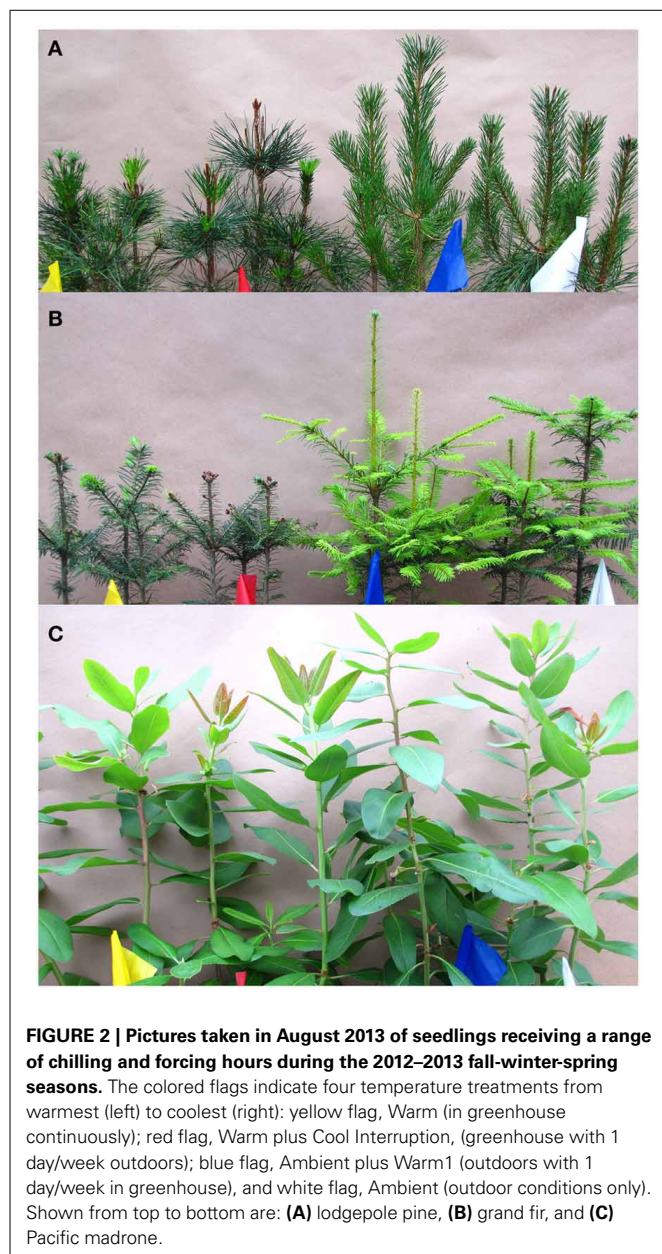 A
B
C
FIGURE 2 | Pictures taken in August 2013 of seedlings receiving a range
of chilling and forcing hours during the 2012–2013 fall-winter-spring
seasons. The colored flags indicate four temperature treatments from
warmest (left) to coolest (right): yellow flag, Warm (in greenhouse
continuously); red flag, Warm plus Cool Interruption, (greenhouse with 1
day/week outdoors); blue flag, Ambient plus Warm1 (outdoors with 1
day/week in greenhouse), and white flag, Ambient (outdoor conditions only).
Shown from top to bottom are: (A) lodgepole pine, (B) grand fir, and (C)
Pacific madrone.